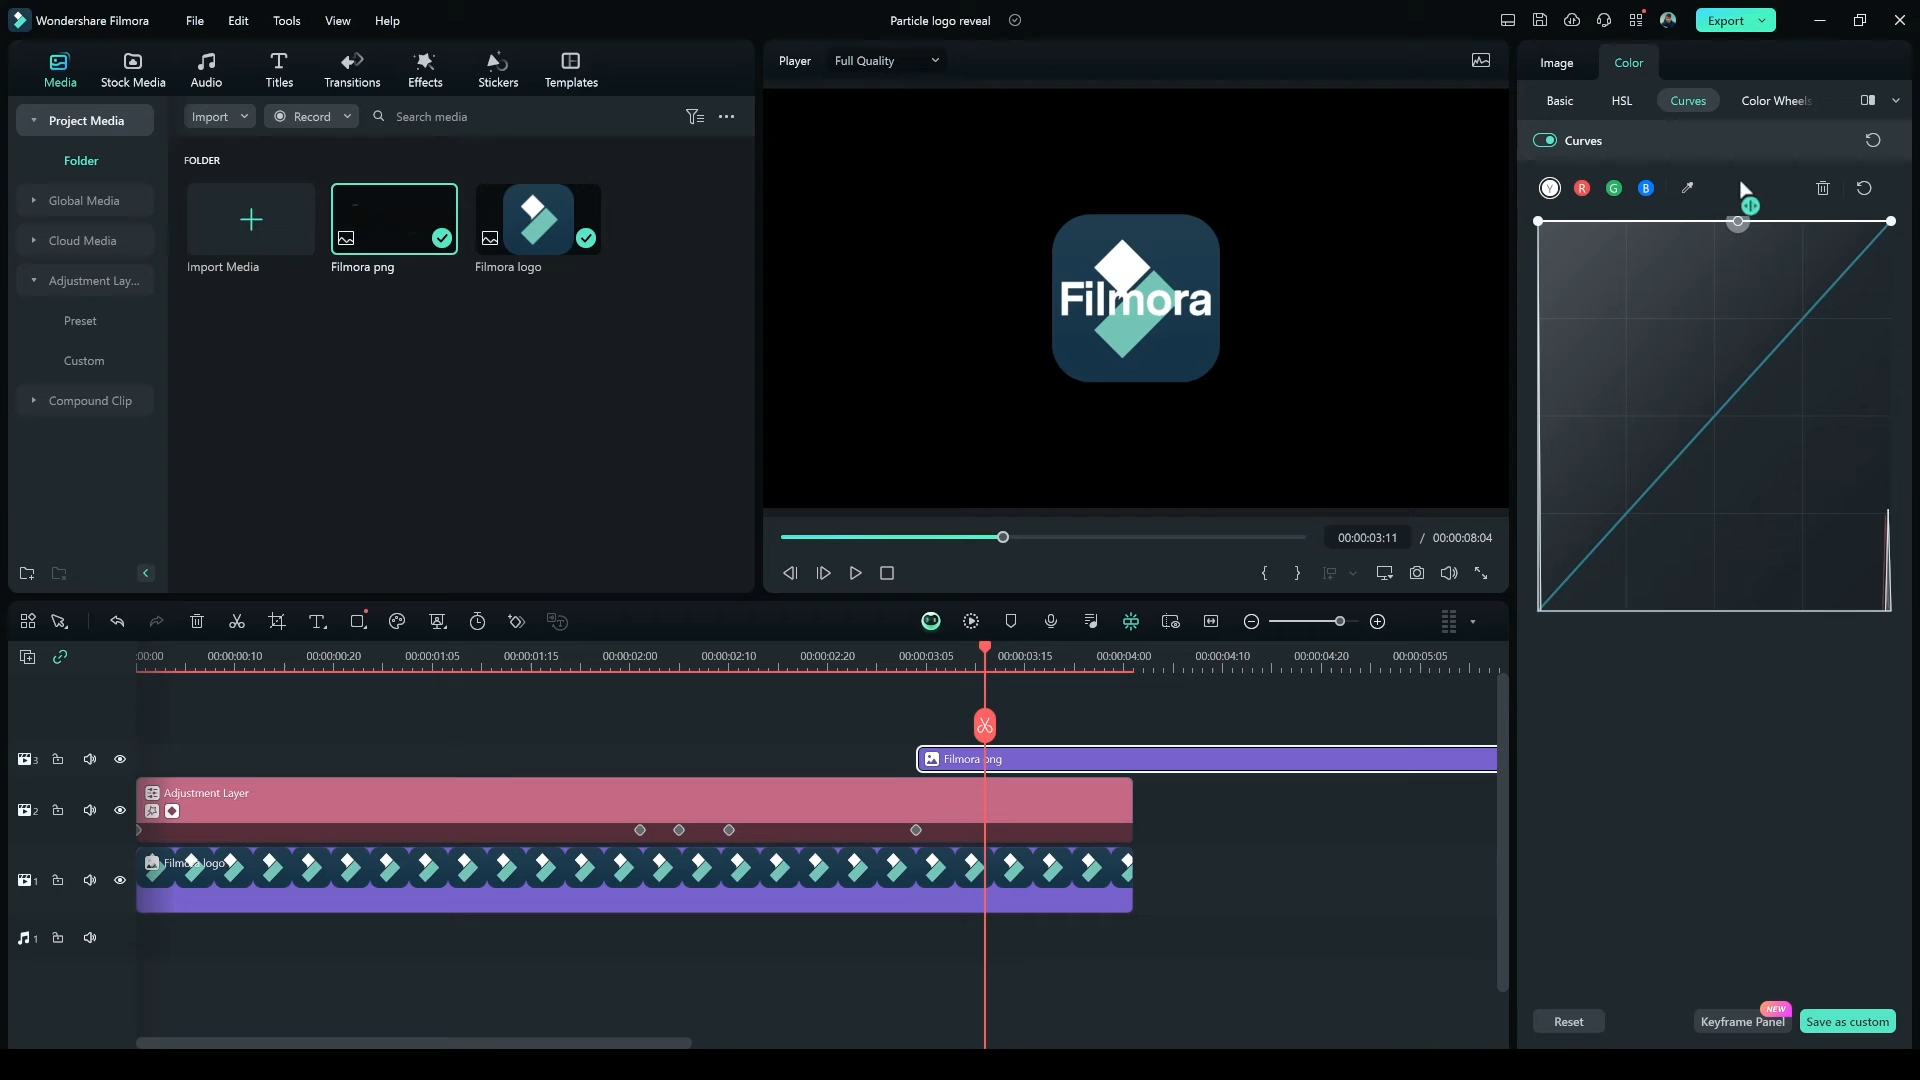 Wondershare Filmora
File
Edit
Tools
View
Help
Particle logo reveal
Export
Media
Stock Media
Audio
Titles
Transitions
Effects
Stickers
Templates
Player
Full Quality
Image
Color
Basic
HSL
Curves
Color Wheels
Project Media
Import
Record
Search media
Curves
Folder
FOLDER
Y
R
G
B
Global Media
Cloud Media
Adjustment Lay...
Preset
Custom
Compound Clip
Import Media
Filmora png
Filmora logo
Filmora
00:00:03:11 / 00:00:08:04
:00:00
00:00:00:10
00:00:00:20
00:00:01:05
00:00:01:15
00:00:02:00
00:00:02:10
00:00:02:20
00:00:03:05
00:00:03:15
00:00:04:00
00:00:04:10
00:00:04:20
00:00:05:05
3
Filmora png
Adjustment Layer
2
Filmora logo
1
1
Reset
NEW
Keyframe Panel
Save as custom